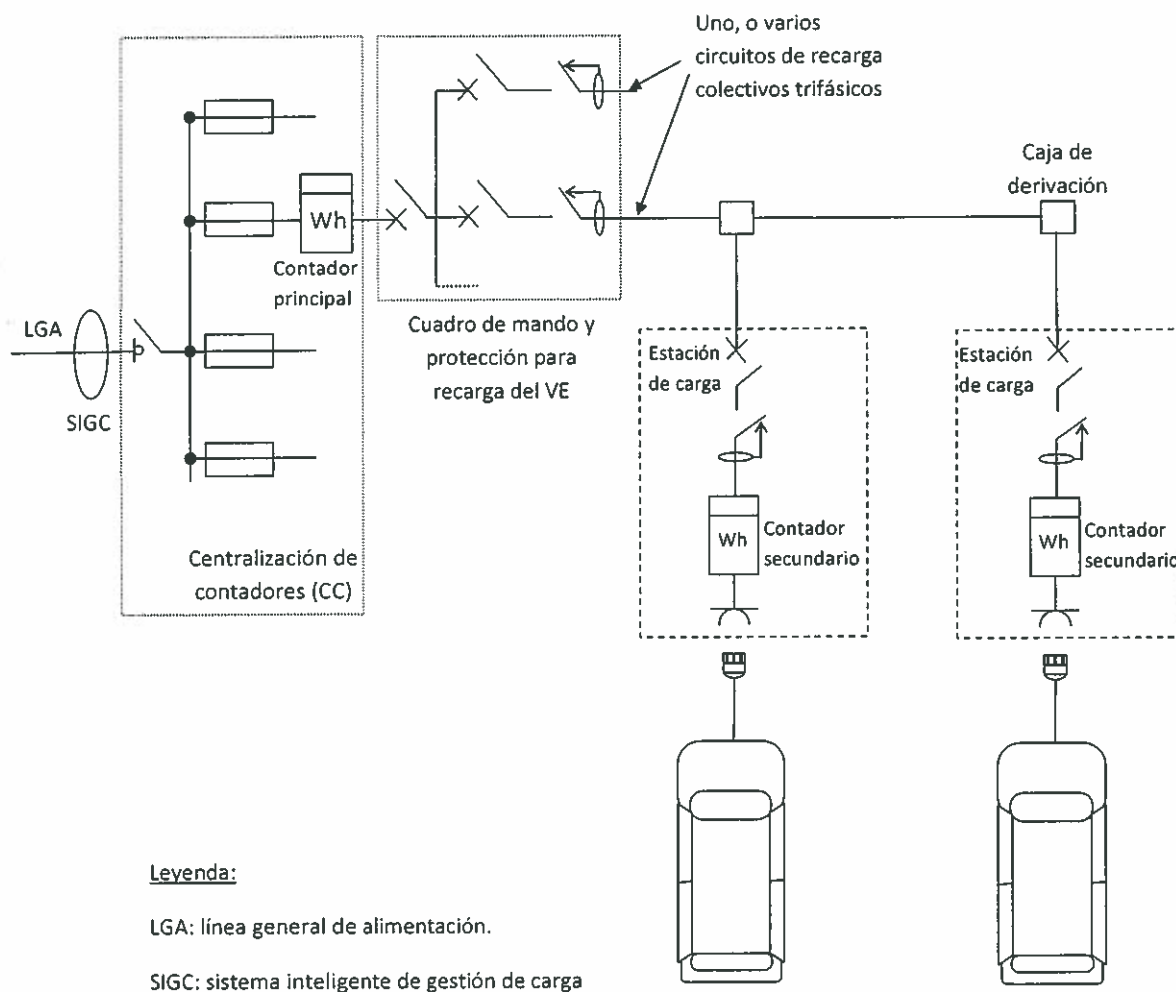 Uno, o varios
circuitos de recarga
colectivos trifásicos
Caja de
derivación
Wh
Contador
principal
LGA
SIGC
Cuadro de mando y
protección para
recarga del VE
Estación
de carga
Estación
de carga
Wh
Contador
secundario
Wh
Contador
secundario
Centralización de
contadores (CC)
Leyenda:
LGA: línea general de alimentación.
SIGC: sistema inteligente de gestión de carga